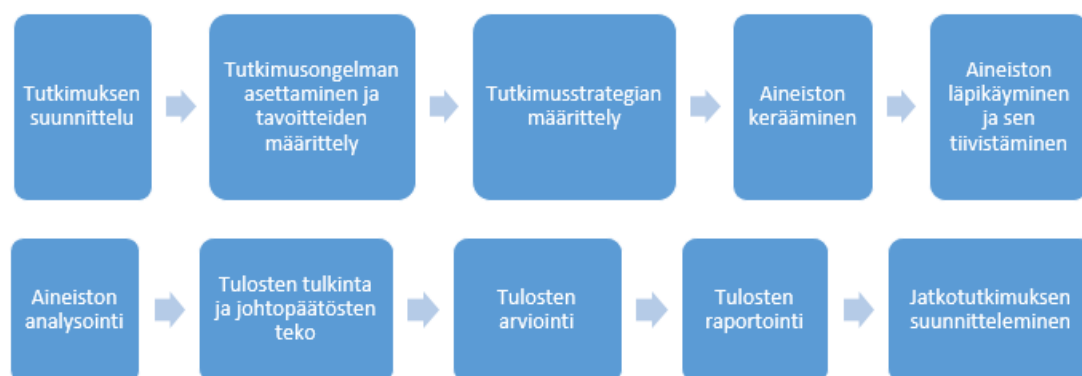 Tutkimuksen
suunnittelu
Tutkimusongelman
asettaminen ja
tavoitteiden
määrittely
Tutkimusstrategian
määrittely
Aineiston
kerääminen
Aineiston
läpikäyminen
ja sen
tiivistäminen
Aineiston
analysointi
Tulosten tulkinta
ja johtopäätösten
teko
Tulosten
arviointi
Tulosten
raportointi
Jatkotutkimuksen
suunnitteleminen